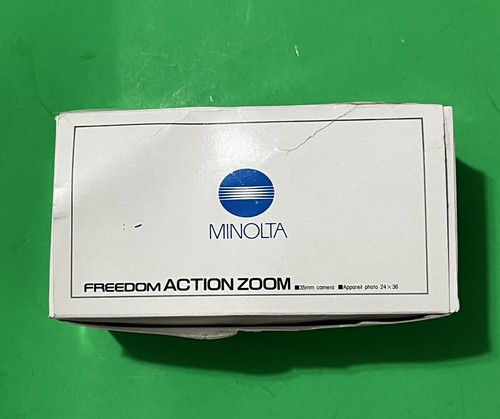 MINOLTA
FREEDOM ACTION ZOOM ■35mm camera ■Appareil photo 24×36